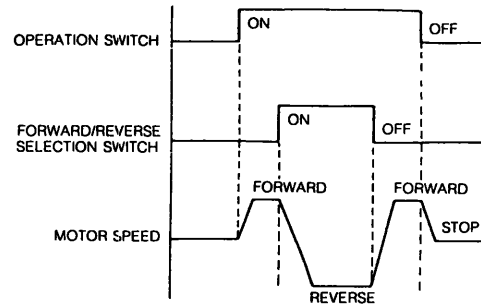 OPERATION SWITCH
ON
OFF
FORWARD/REVERSE
SELECTION SWITCH
ON
OFF
FORWARD
FORWARD
MOTOR SPEED
STOP
REVERSE